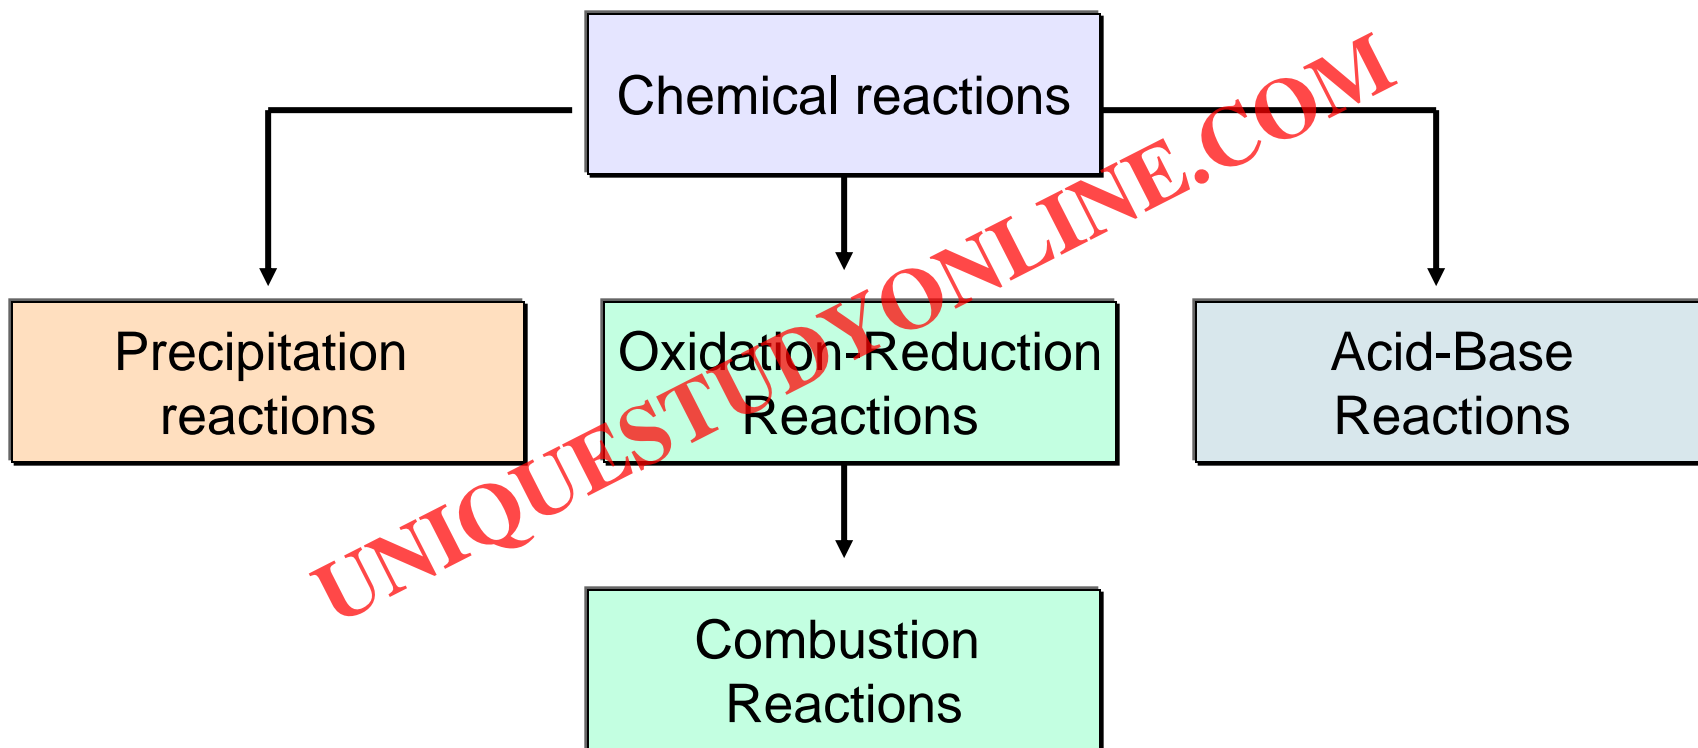 Chemical reactions
Precipitation
reactions
Oxidation-Reduction
Reactions
Acid-Base
Reactions
Combustion
Reactions
UNIQUESTUDYONLINE.COM